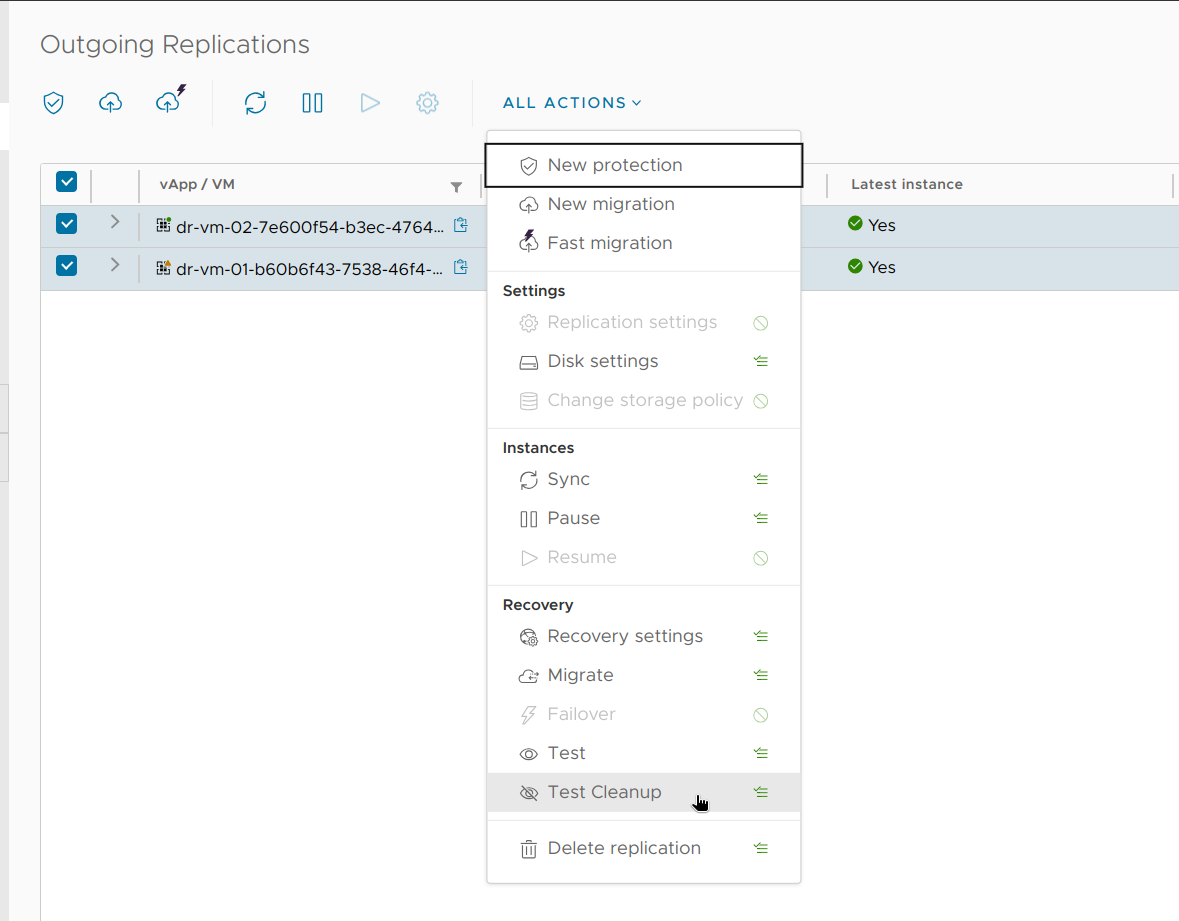 Outgoing Replications
ALL ACTIONS
vApp / VM
Latest instance
dr-vm-02-7e600f54-b3ec-4764...
Yes
dr-vm-01-b60b6f43-7538-46f4-...
Yes
New protection
New migration
Fast migration
Settings
Replication settings
Disk settings
Change storage policy
Instances
Sync
Pause
Resume
Recovery
Recovery settings
Migrate
Failover
Test
Test Cleanup
Delete replication